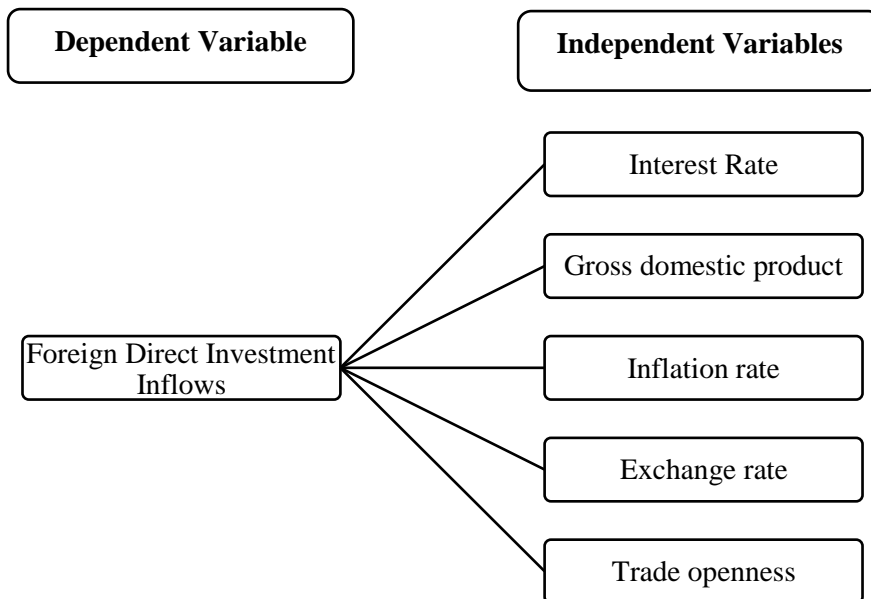 Dependent Variable
Independent Variables
Interest Rate
Gross domestic product
Foreign Direct Investment
Inflows
Inflation rate
Exchange rate
Trade openness